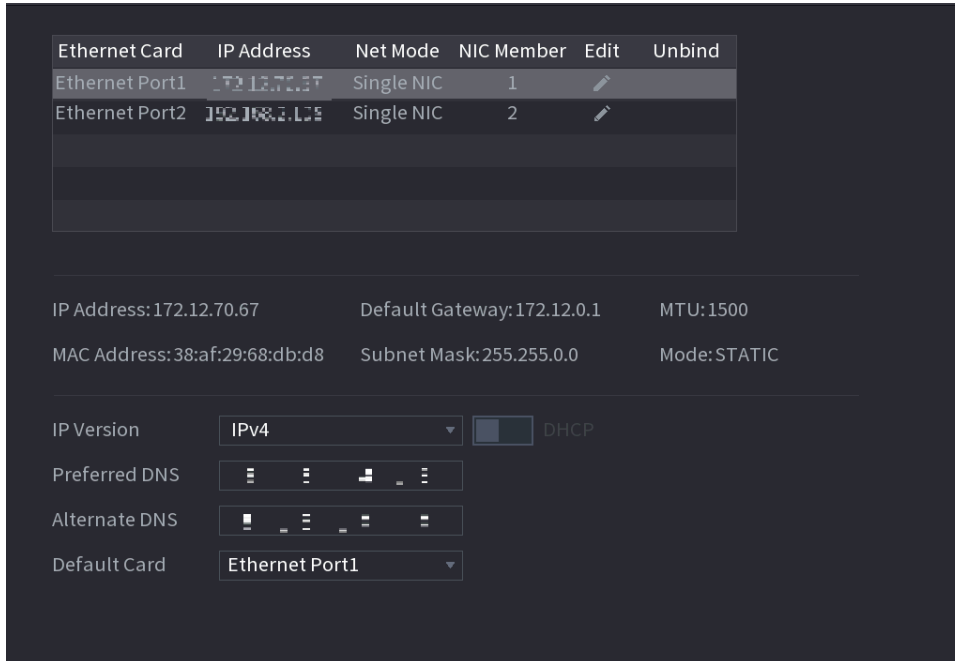 Ethernet Card IP Address Net Mode NIC Member Edit Unbind
Ethernet Port1 Single NIC 1
Ethernet Port2 Single NIC 2
IP Address:172.12.70.67 Default Gateway:172.12.0.1 MTU:1500
MAC Address:38:af:29:68:db:d8 Subnet Mask:255.255.0.0 Mode:STATIC
IP Version IPv4 DHCP
Preferred DNS
Alternate DNS
Default Card Ethernet Port1